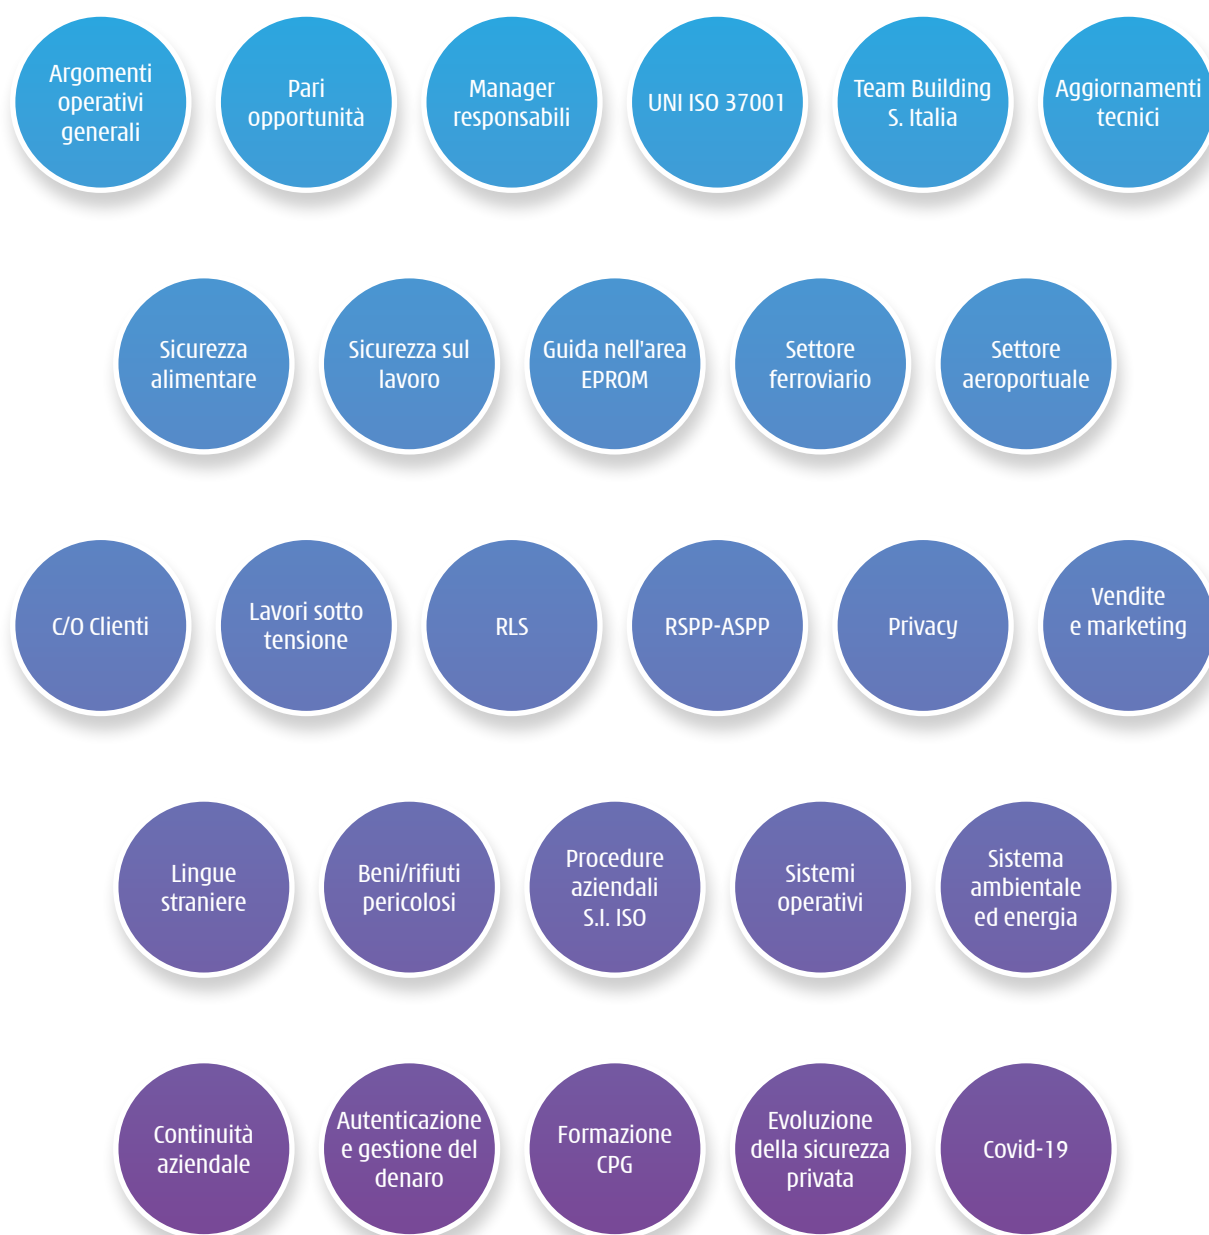 Argomenti
operativi
generali
Pari
opportunità
Manager
responsabili
UNI ISO 37001
Team Building
S. Italia
Aggiornamenti
tecnici
Sicurezza
alimentare
Sicurezza sul
lavoro
Guida nell'area
EPROM
Settore
ferroviario
Settore
aeroportuale
C/O Clienti
Lavori sotto
tensione
RLS
RSPP-ASPP
Privacy
Vendite
e marketing
Lingue
straniere
Beni/rifiuti
pericolosi
Procedure
aziendali
S.I. ISO
Sistemi
operativi
Sistema
ambientale
ed energia
Continuità
aziendale
Autenticazione
e gestione del
denaro
Formazione
CPG
Evoluzione
della sicurezza
privata
Covid-19